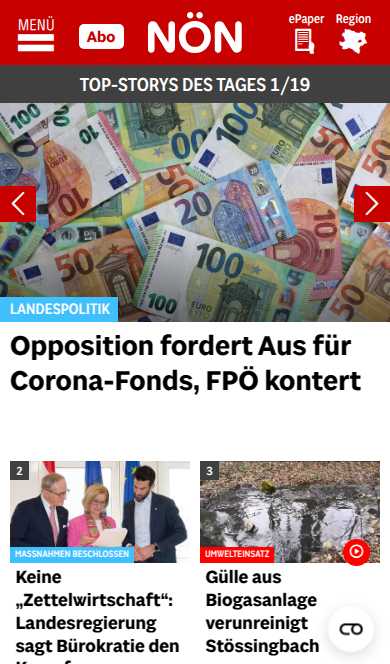 MENÜ
Abo
NÖN
ePaper
Region
TOP-STORYS DES TAGES 1/19
LANDESPOLITIK
Opposition fordert Aus für
Corona-Fonds, FPÖ kontert
2
MASSNAHMEN BESCHLOSSEN
Keine
„Zettelwirtschaft“:
Landesregierung
sagt Bürokratie den
3
UMWELTEINSATZ
Gülle aus
Biogasanlage
verunreinigt
Stössingbach